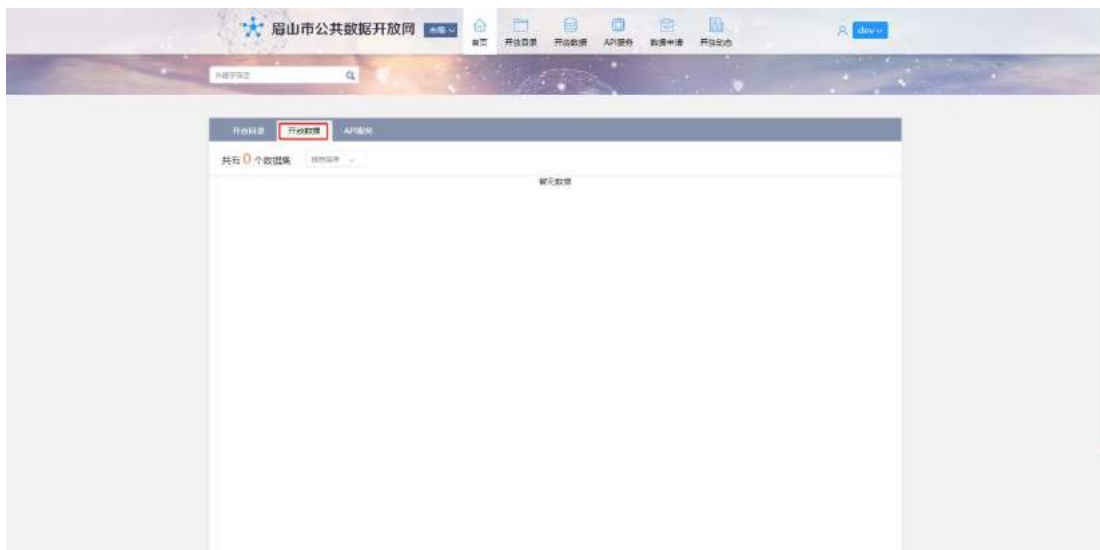 眉山市公共数据开放网
市级
首页 开放目录 开放数据 API服务 数据申请 开放动态
dev
开放目录 开放数据 API服务
共有 0 个数据集
暂无数据